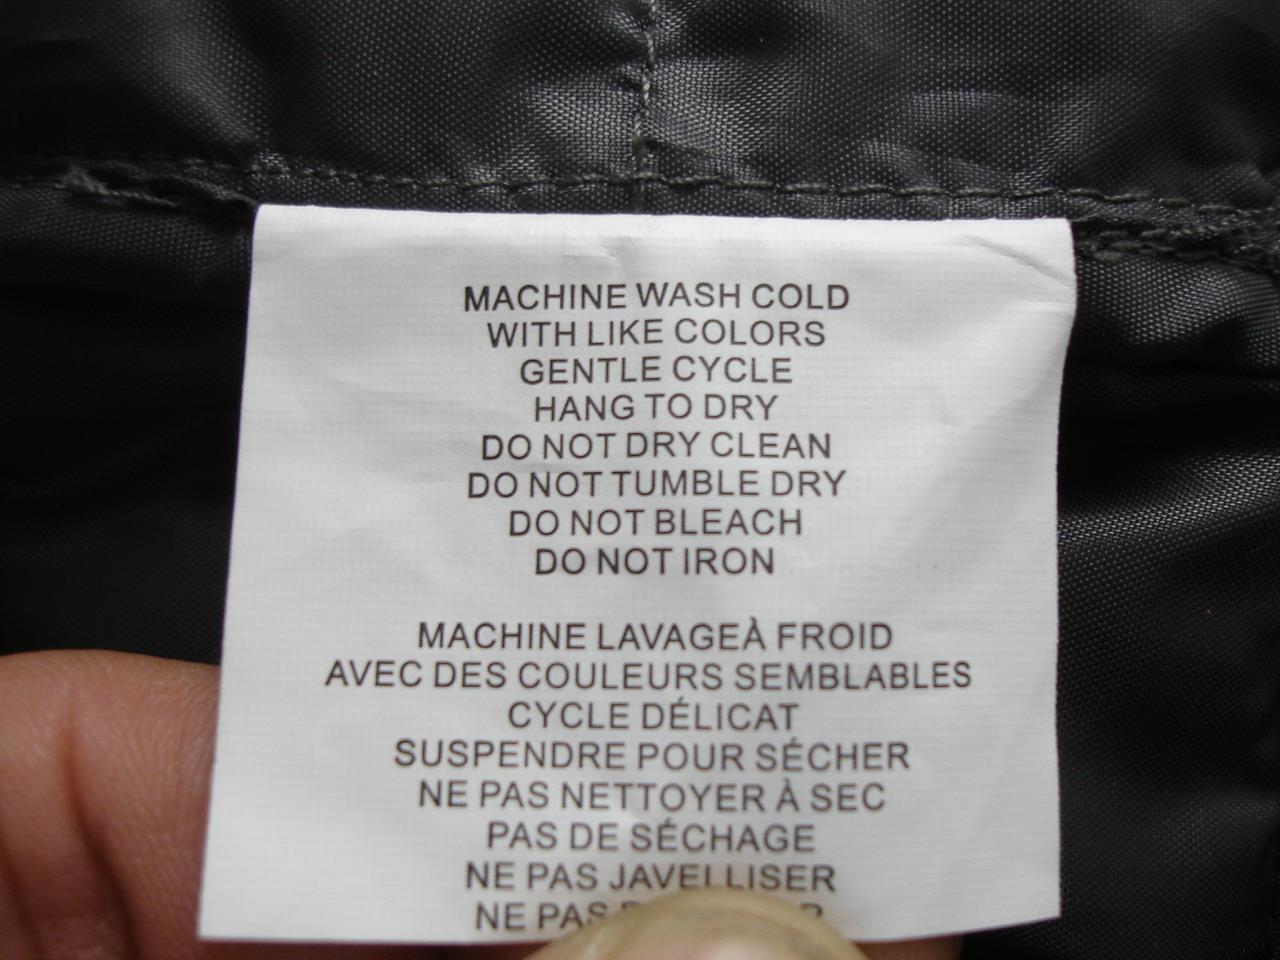 MACHINE WASH COLD
WITH LIKE COLORS
GENTLE CYCLE
HANG TO DRY
DO NOT DRY CLEAN
DO NOT TUMBLE DRY
DO NOT BLEACH
DO NOT IRON
MACHINE LAVAGEÀ FROID
AVEC DES COULEURS SEMBLABLES
CYCLE DÉLICAT
SUSPENDRE POUR SÉCHER
NE PAS NETTOYER À SEC
PAS DE SÉCHAGE
NE PAS JAVELLISER
NE PAS